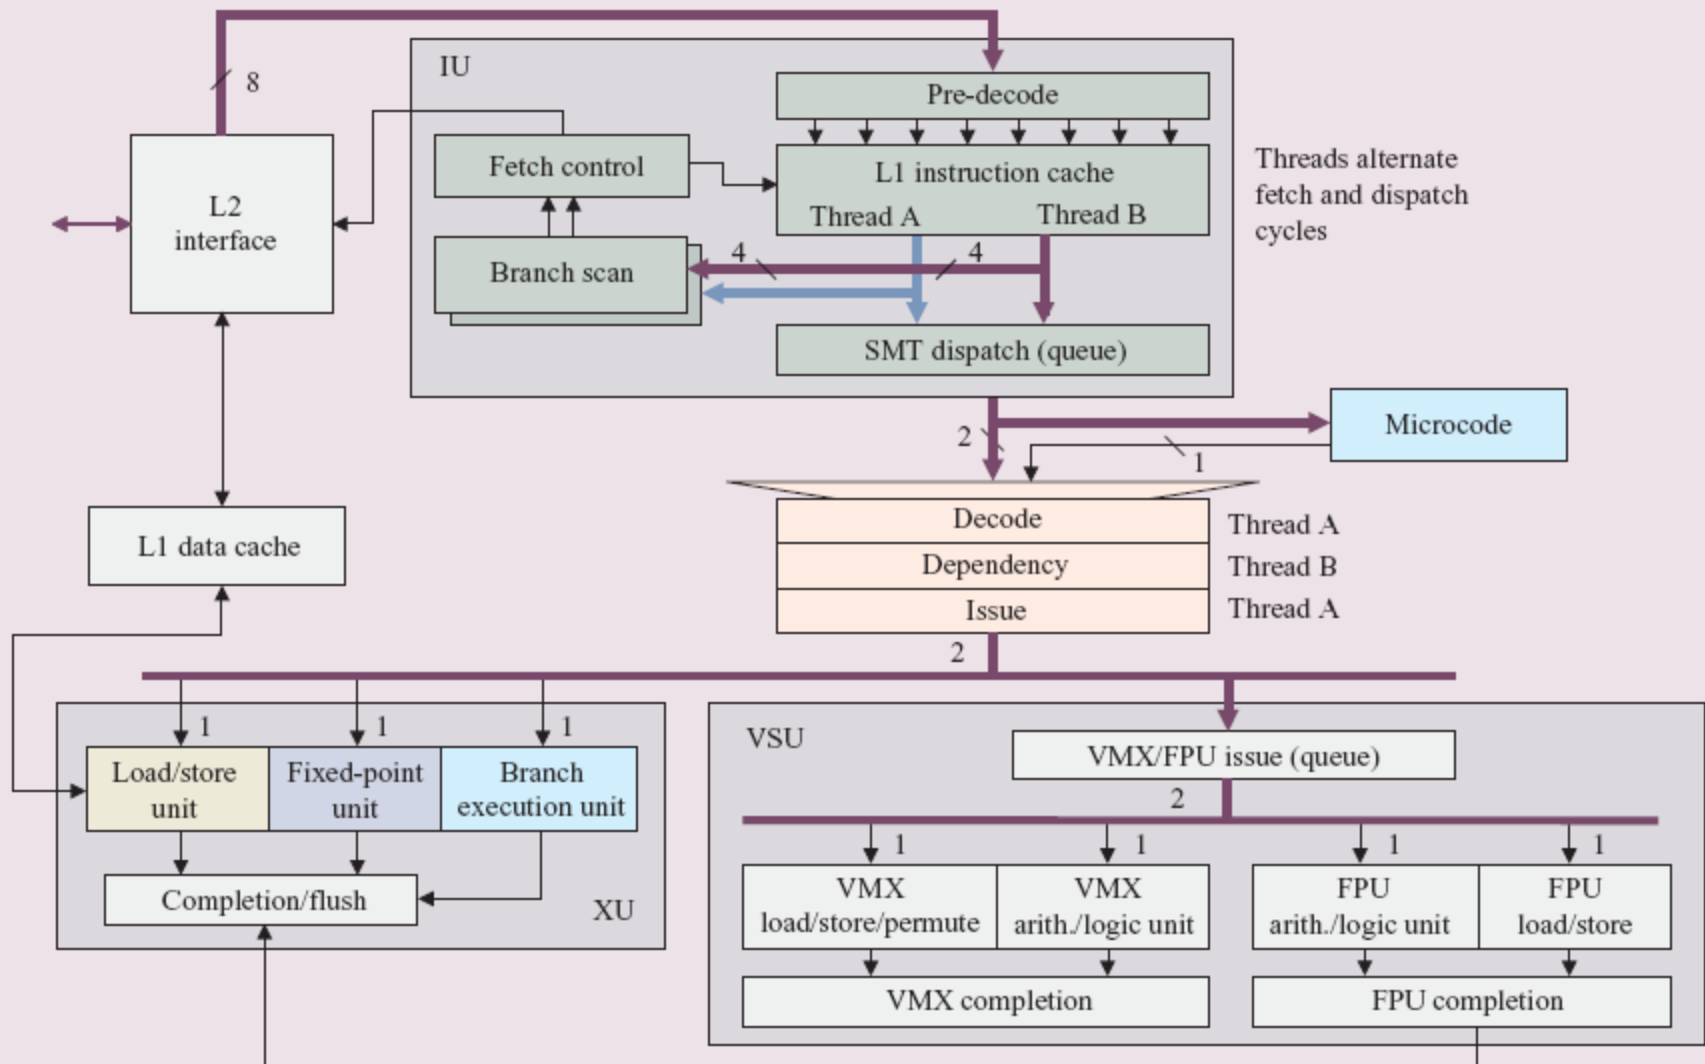 8
IU
Pre-decode
Fetch control
L1 instruction cache
Thread A
Thread B
Threads alternate
fetch and dispatch
cycles
L2
interface
Branch scan
4
4
SMT dispatch (queue)
Microcode
2
1
Decode
Thread A
Dependency
Thread B
Issue
Thread A
L1 data cache
2
1
1
1
Load/store
unit
Fixed-point
unit
Branch
execution unit
Completion/flush
XU
VSU
VMX/FPU issue (queue)
2
1
1
1
1
VMX
load/store/permute
VMX
arith./logic unit
FPU
arith./logic unit
FPU
load/store
VMX completion
FPU completion